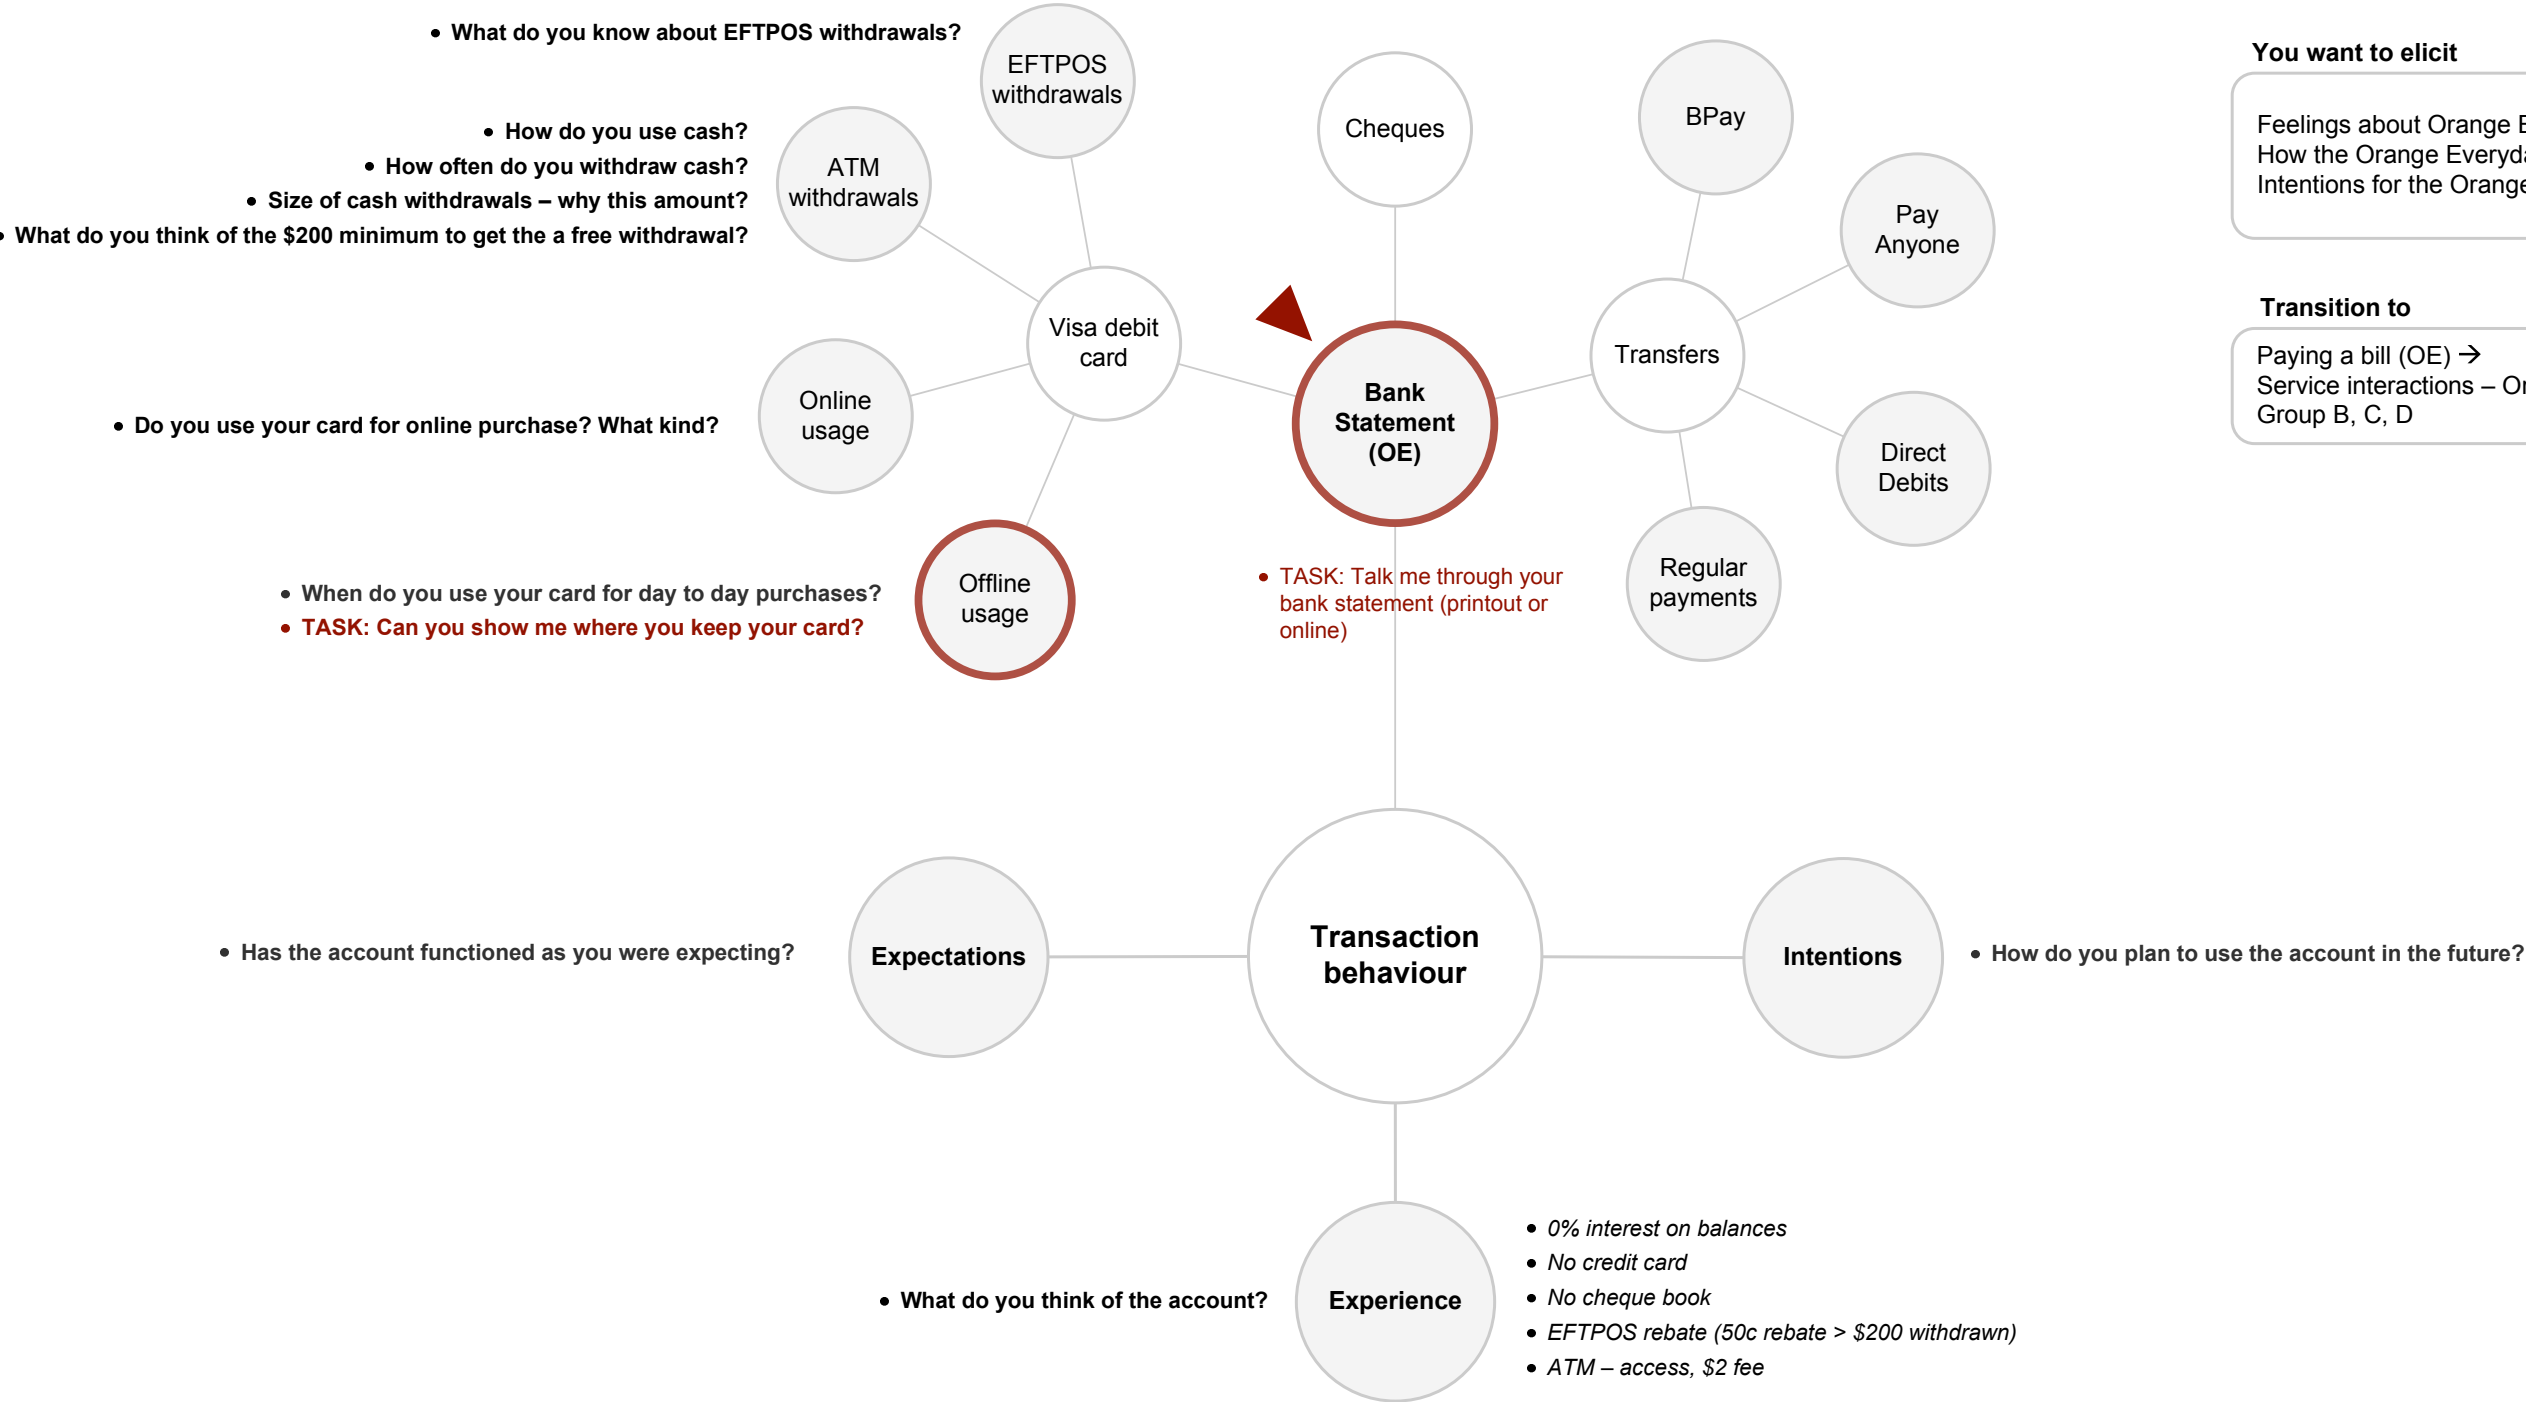 What do you know about EFTPOS withdrawals?
EFTPOS
withdrawals
How do you use cash?
How often do you withdraw cash?
Size of cash withdrawals – why this amount?
What do you think of the $200 minimum to get the a free withdrawal?
ATM
withdrawals
Cheques
BPay
Pay
Anyone
You want to elicit
Feelings about Orange
How the Orange
Intentions for the
Transition to
Paying a bill (OE) →
Service interactions –
Group B, C, D
Visa debit
card
Transfers
Bank
Statement
(OE)
Online
usage
Do you use your card for online purchase? What kind?
Direct
Debits
Offline
usage
When do you use your card for day to day purchases?
TASK: Can you show me where you keep your card?
TASK: Talk me through your
bank statement (printout or
online)
Regular
payments
Has the account functioned as you were expecting?
Expectations
Transaction
behaviour
Intentions
How do you plan to use the account in the future?
What do you think of the account?
Experience
0% interest on balances
No credit card
No cheque book
EFTPOS rebate (50c rebate > $200 withdrawn)
ATM – access, $2 fee